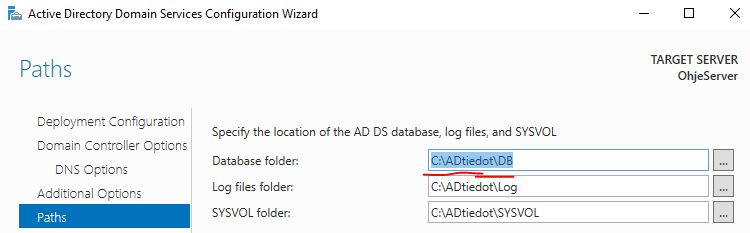 Active Directory Domain Services Configuration Wizard
Paths
TARGET SERVER
OhjeServer
Deployment Configuration
Domain Controller Options
DNS Options
Additional Options
Paths
Specify the location of the AD DS database, log files, and SYSVOL
Database folder: C:\ADtiedot\DB ...
Log files folder: C:\ADtiedot\Log ...
SYSVOL folder: C:\ADtiedot\SYSVOL ...